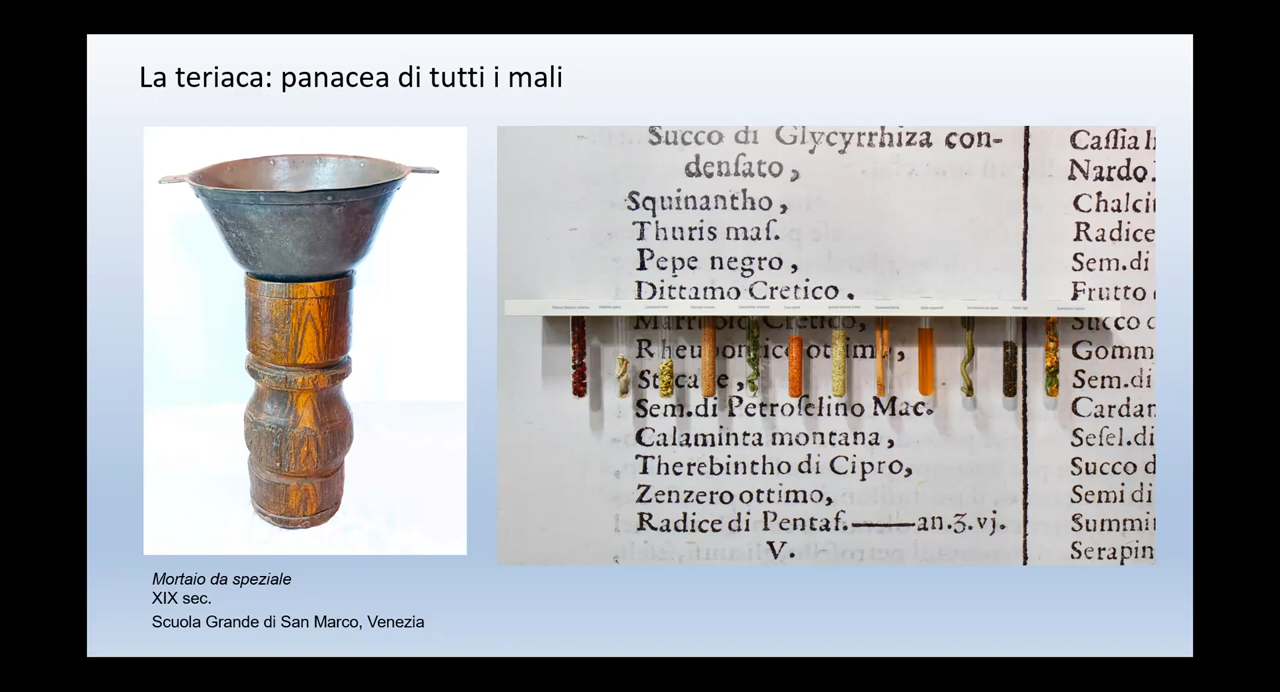 La teriaca: panacea di tutti i mali
Succo di Glycyrrhiza con-
denſato,
Squinantho,
Thuris maſ.
Pepe negro,
Dittamo Cretico.
Marrubio Cretico,
Rheupontico ottimo,
Sticade,
Sem.di Petroſelino Mac.
Calaminta montana,
Therebintho di Cipro,
Zenzero ottimo,
Radice di Pentaf.——an.ʒ.vj.
V.
Caſſia
Nardo.
Chalci
Radice
Sem.di
Frutto
Succo
Gomm
Sem.di
Cardam
Seſel.di
Succo
Semi di
Summi
Serapin
Mortaio da speziale
XIX sec.
Scuola Grande di San Marco, Venezia